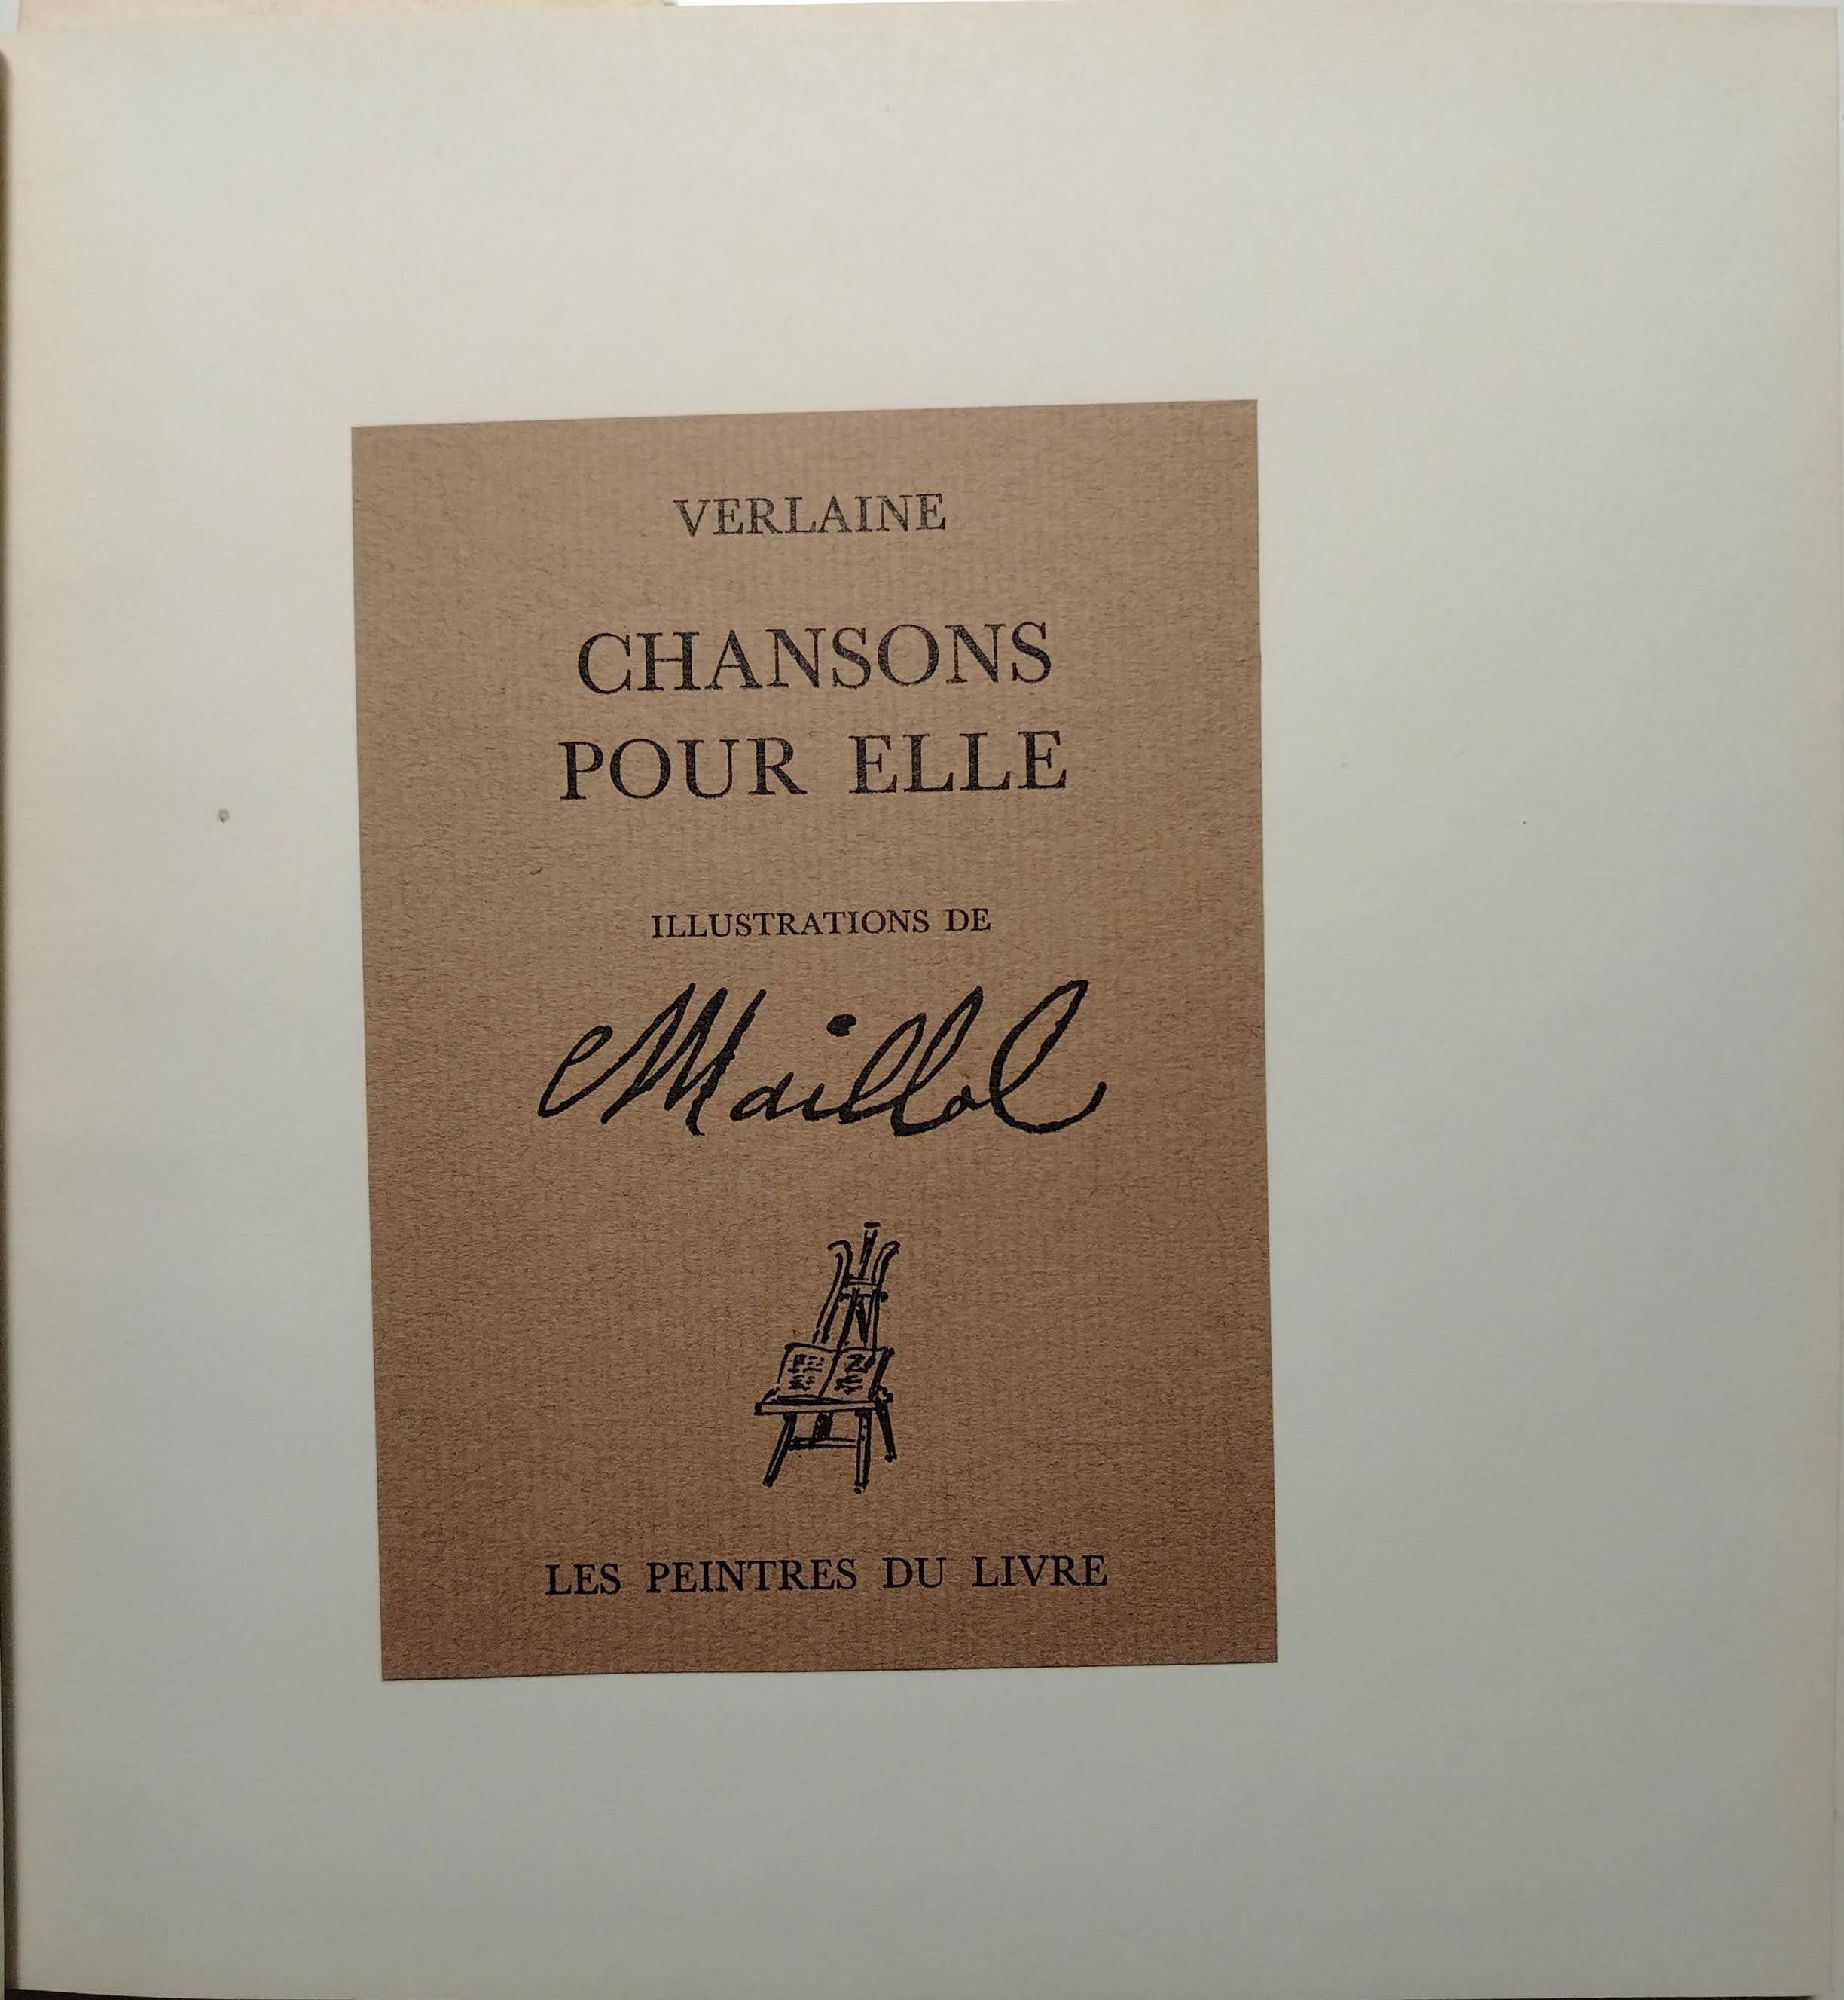 VERLAINE
CHANSONS
POUR ELLE
ILLUSTRATIONS DE
Maillol
LES PEINTRES DU LIVRE